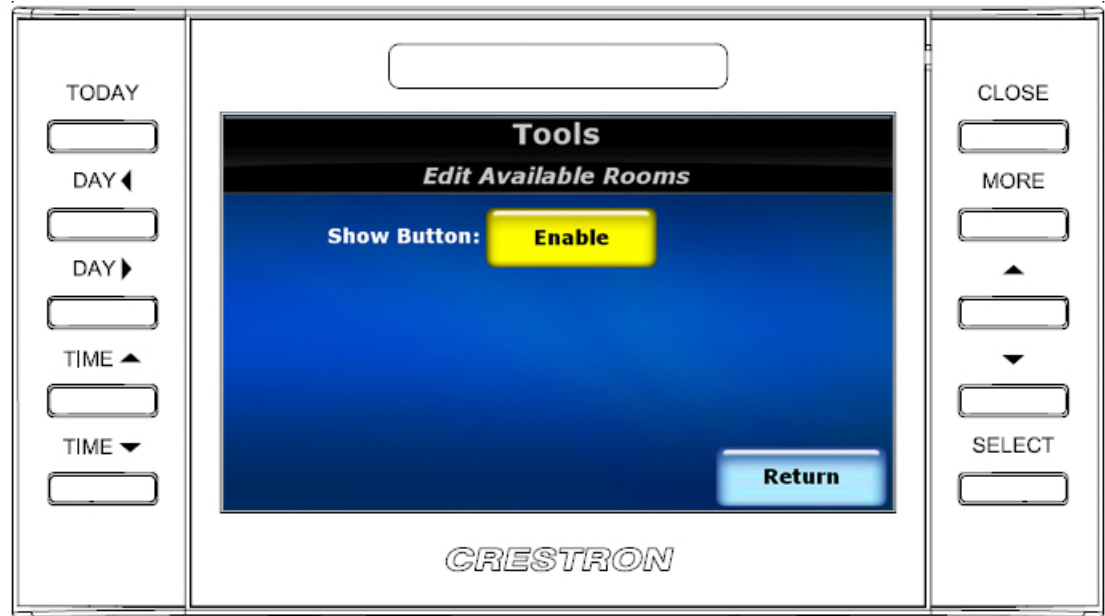 TODAY
DAY ◀
DAY ▶
TIME ▲
TIME ▼
Tools
Edit Available Rooms
Show Button: Enable
Return
CRESTRON
CLOSE
MORE
▲
▼
SELECT